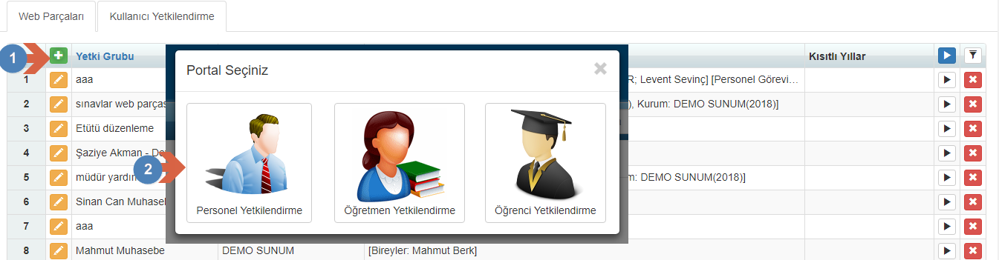 Web Parçaları Kullanıcı Yetkilendirme
1 Yetki Grubu Kısıtlı Yıllar
Portal Seçiniz
1 aaa R; Levent Sevinç] [Personel Görevi...
2 sınavlar web parças ), Kurum: DEMO SUNUM(2018)]
3 Etütü düzenleme
4 Şaziye Akman - De
2
5 müdür yardım m: DEMO SUNUM(2018)]
6 Sinan Can Muhaseb
Personel Yetkilendirme Öğretmen Yetkilendirme Öğrenci Yetkilendirme
7 aaa
8 Mahmut Muhasebe DEMO SUNUM [Bireyler: Mahmut Berk]